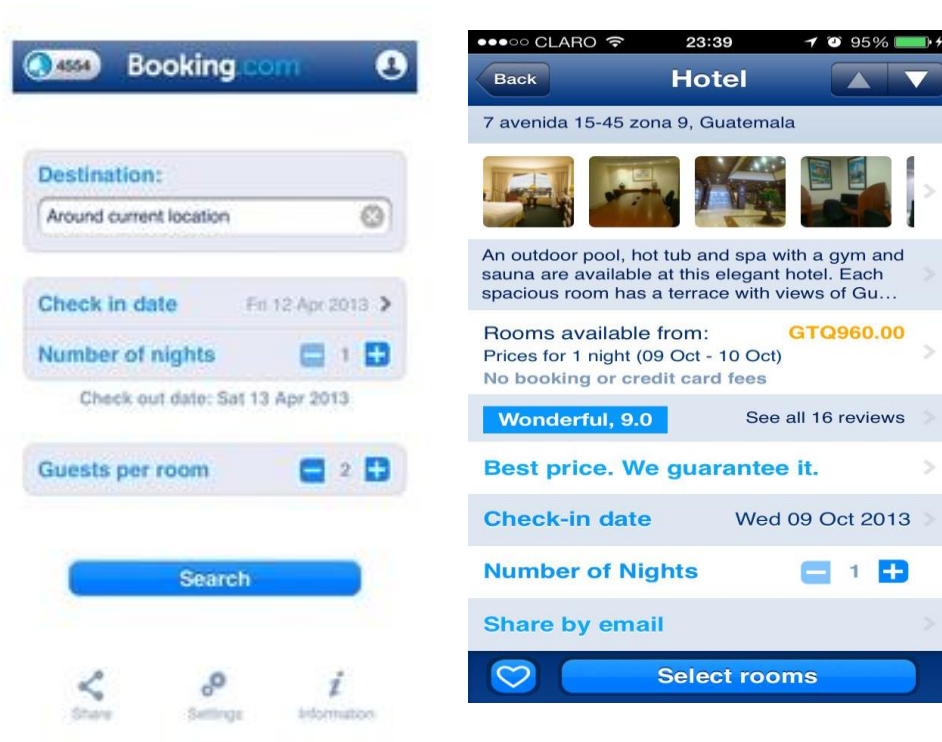 4554
Booking.com
Destination:
Around current location
Check in date Fri 12 Apr 2013
Number of nights 1
Check out date: Sat 13 Apr 2013
Guests per room 2
Search
Share Settings Information
CLARO 23:39 95%
Back Hotel
7 avenida 15-45 zona 9, Guatemala
An outdoor pool, hot tub and spa with a gym and
sauna are available at this elegant hotel. Each
spacious room has a terrace with views of Gu...
Rooms available from: GTQ960.00
Prices for 1 night (09 Oct - 10 Oct)
No booking or credit card fees
Wonderful, 9.0 See all 16 reviews
Best price. We guarantee it.
Check-in date Wed 09 Oct 2013
Number of Nights 1
Share by email
Select rooms